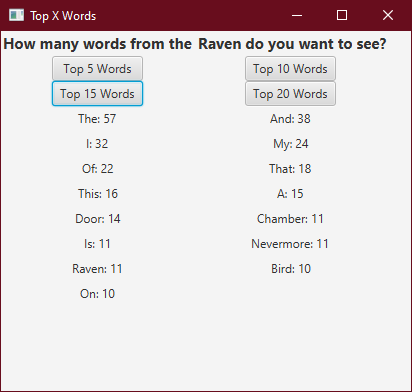 Top X Words
How many words from the Raven do you want to see?
Top 5 Words Top 10 Words
Top 15 Words Top 20 Words
The: 57 And: 38
I: 32 My: 24
Of: 22 That: 18
This: 16 A: 15
Door: 14 Chamber: 11
Is: 11 Nevermore: 11
Raven: 11 Bird: 10
On: 10